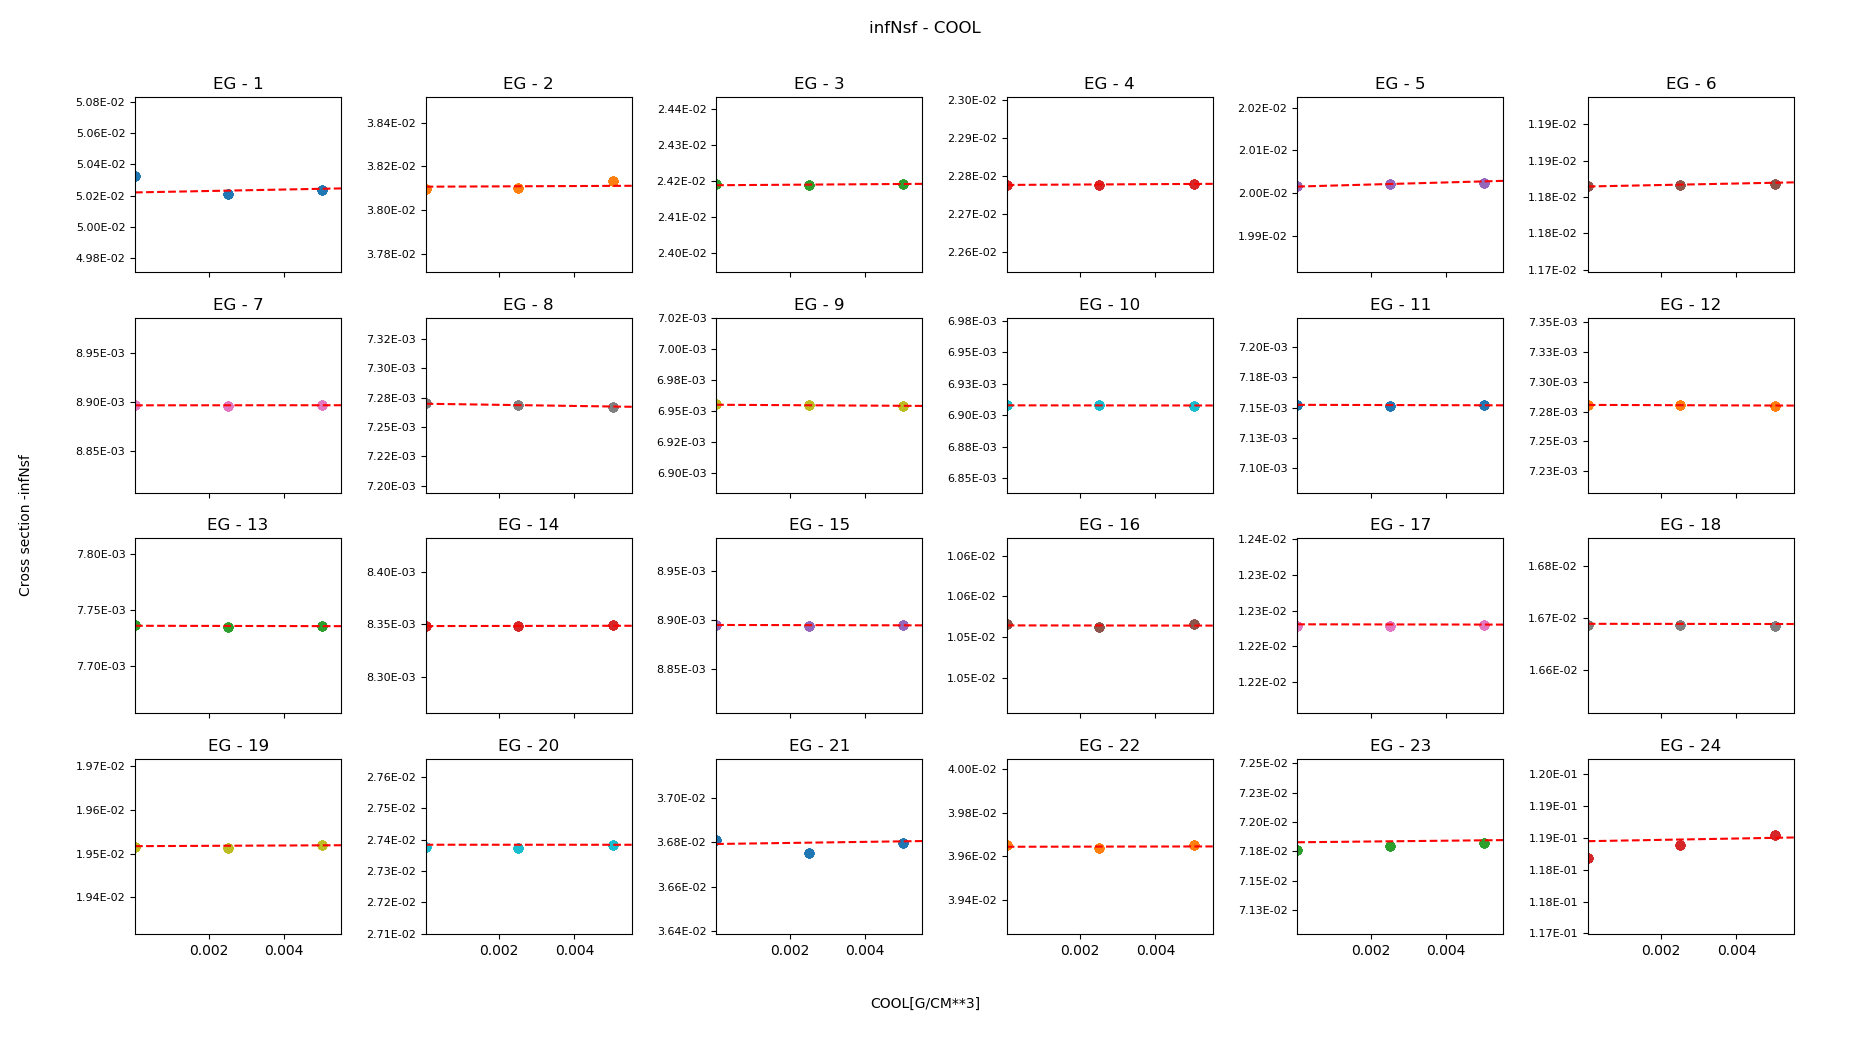 infNsf - COOL
EG - 1
EG - 2
EG - 3
EG - 4
EG - 5
EG - 6
5.08E-02
5.06E-02
5.04E-02
5.02E-02
5.00E-02
4.98E-02
3.84E-02
3.82E-02
3.80E-02
3.78E-02
2.44E-02
2.43E-02
2.42E-02
2.41E-02
2.40E-02
2.30E-02
2.29E-02
2.28E-02
2.27E-02
2.26E-02
2.02E-02
2.01E-02
2.00E-02
1.99E-02
1.19E-02
1.19E-02
1.18E-02
1.18E-02
1.17E-02
EG - 7
EG - 8
EG - 9
EG - 10
EG - 11
EG - 12
8.95E-03
8.90E-03
8.85E-03
7.32E-03
7.30E-03
7.28E-03
7.25E-03
7.22E-03
7.20E-03
7.02E-03
7.00E-03
6.98E-03
6.95E-03
6.92E-03
6.90E-03
6.98E-03
6.95E-03
6.93E-03
6.90E-03
6.88E-03
6.85E-03
7.20E-03
7.18E-03
7.15E-03
7.13E-03
7.10E-03
7.35E-03
7.33E-03
7.30E-03
7.28E-03
7.25E-03
7.23E-03
Cross section -infNsf
EG - 13
EG - 14
EG - 15
EG - 16
EG - 17
EG - 18
7.80E-03
7.75E-03
7.70E-03
8.40E-03
8.35E-03
8.30E-03
8.95E-03
8.90E-03
8.85E-03
1.06E-02
1.06E-02
1.05E-02
1.05E-02
1.24E-02
1.23E-02
1.23E-02
1.22E-02
1.22E-02
1.68E-02
1.67E-02
1.66E-02
EG - 19
EG - 20
EG - 21
EG - 22
EG - 23
EG - 24
1.97E-02
1.96E-02
1.95E-02
1.94E-02
2.76E-02
2.75E-02
2.74E-02
2.73E-02
2.72E-02
2.71E-02
3.70E-02
3.68E-02
3.66E-02
3.64E-02
4.00E-02
3.98E-02
3.96E-02
3.94E-02
7.25E-02
7.23E-02
7.20E-02
7.18E-02
7.15E-02
7.13E-02
1.20E-01
1.19E-01
1.19E-01
1.18E-01
1.18E-01
1.17E-01
0.002 0.004
0.002 0.004
0.002 0.004
0.002 0.004
0.002 0.004
0.002 0.004
COOL[G/CM**3]